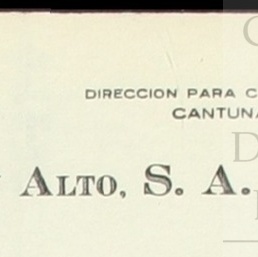 DIRECCION PARA C
CANTUNA
ALTO, S. A.